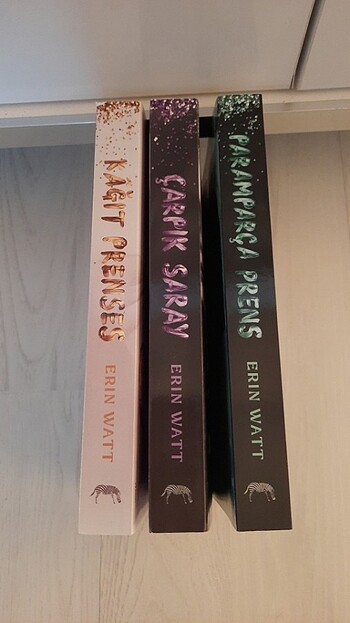 KÂĞIT PRENSES
ERIN WATT
ÇARPIK SARAY
ERIN WATT
PARAMPARÇA PRENS
ERIN WATT